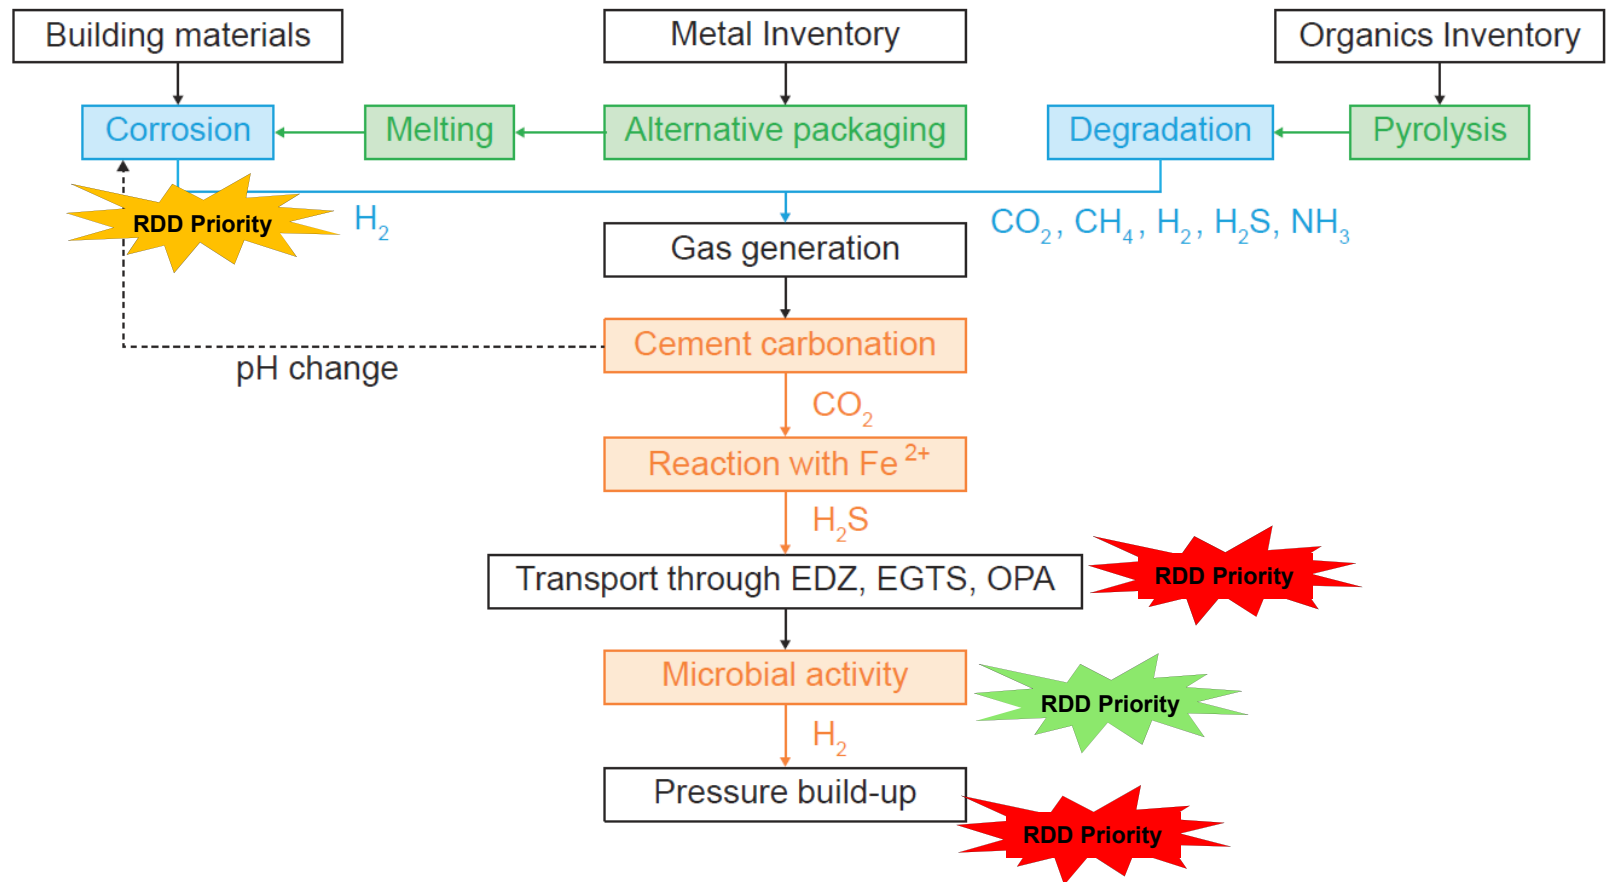 Building materials
Metal Inventory
Organics Inventory
Corrosion
Melting
Alternative packaging
Degradation
Pyrolysis
RDD Priority
H₂
CO₂, CH₄, H₂, H₂S, NH₃
Gas generation
Cement carbonation
pH change
CO₂
Reaction with Fe²⁺
H₂S
Transport through EDZ, EGTS, OPA
RDD Priority
Microbial activity
RDD Priority
H₂
Pressure build-up
RDD Priority